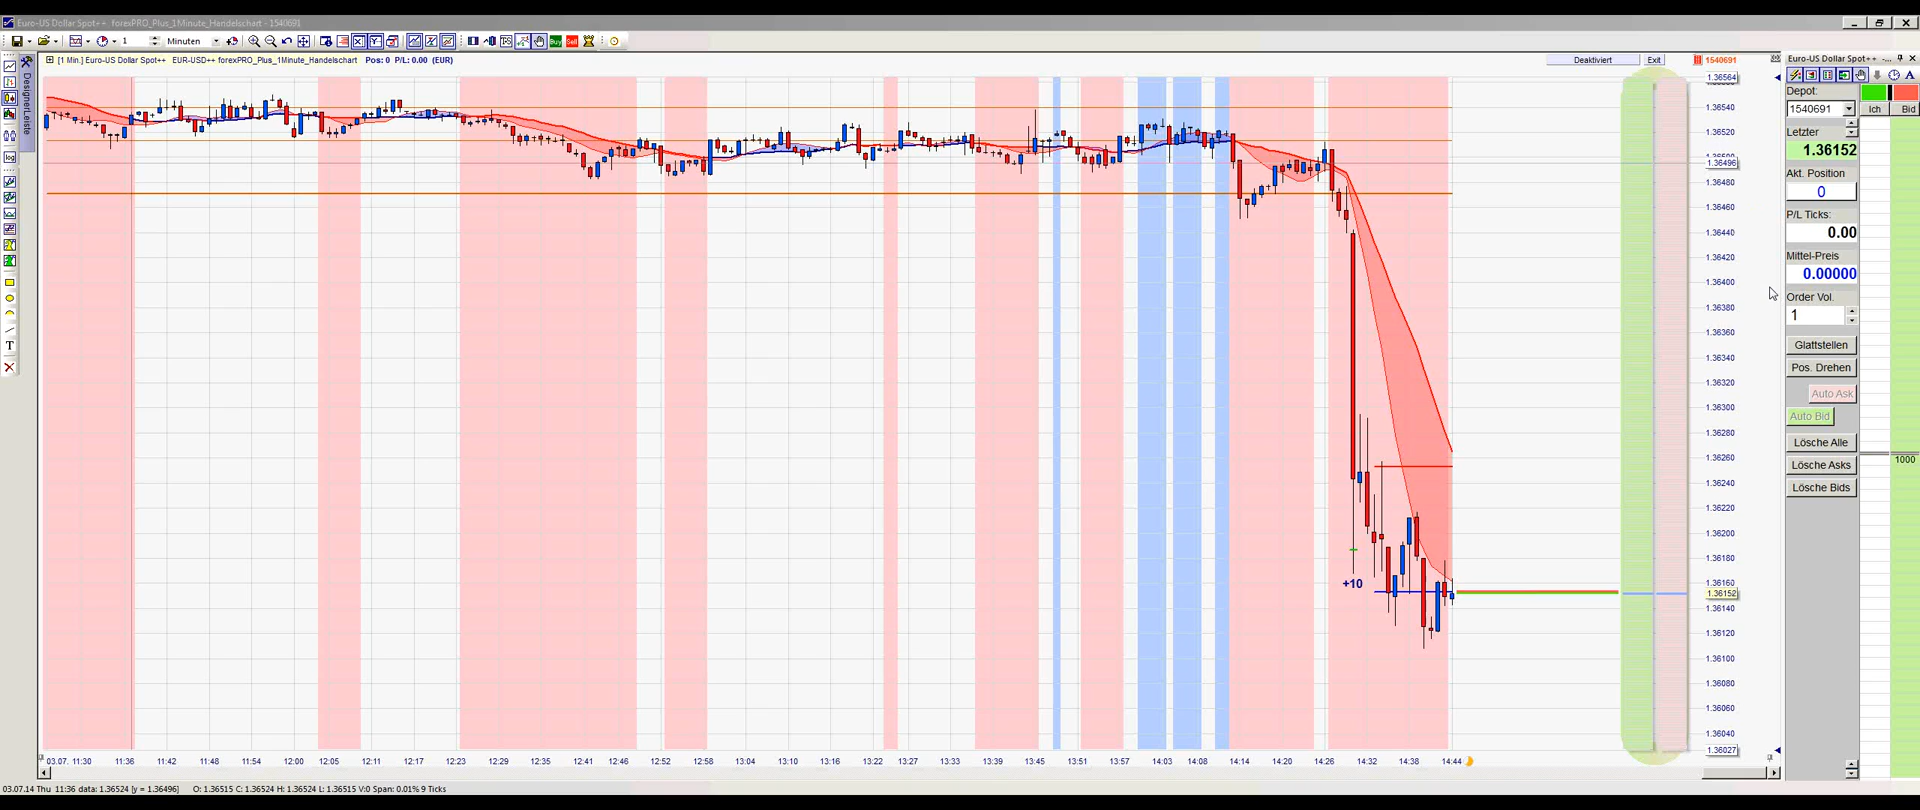 Euro-US Dollar Spot++ forexPRO_Plus_1Minute_Handelschart - 1540691
1 Minuten
Buy Sell
[1 Min.] Euro-US Dollar Spot++ EUR-USD++ forexPRO_Plus_1Minute_Handelschart Pos: 0 P/L: 0.00 (EUR)
Deaktiviert
Exit
1540691
DesignerLeiste
log
T
1.36564
1.36540
1.36520
1.36496
1.36480
1.36460
1.36440
1.36420
1.36400
1.36380
1.36360
1.36340
1.36320
1.36300
1.36280
1.36260
1.36240
1.36220
1.36200
1.36180
1.36160
1.36152
1.36140
1.36120
1.36100
1.36080
1.36060
1.36040
1.36027
+10
03.07. 11:30 11:36 11:42 11:48 11:54 12:00 12:05 12:11 12:17 12:23 12:29 12:35 12:40 12:46 12:52 12:58 13:04 13:10 13:16 13:22 13:27 13:33 13:39 13:45 13:51 13:57 14:03 14:08 14:14 14:20 14:26 14:32 14:38 14:44
03.07.14 Thu 11:36 data: 1.36524 [y = 1.36496] O: 1.36515 C: 1.36524 H: 1.36524 L: 1.36515 V:0 Span: 0.01% 9 Ticks
Euro-US Dollar Spot++ -...
A
Depot:
1540691
Ich
Bid
Letzter
1.36152
Akt. Position
0
P/L Ticks:
0.00
Mittel-Preis
0.00000
Order Vol.
1
Glattstellen
Pos. Drehen
Auto Ask
Auto Bid
Lösche Alle
1000
Lösche Asks
Lösche Bids